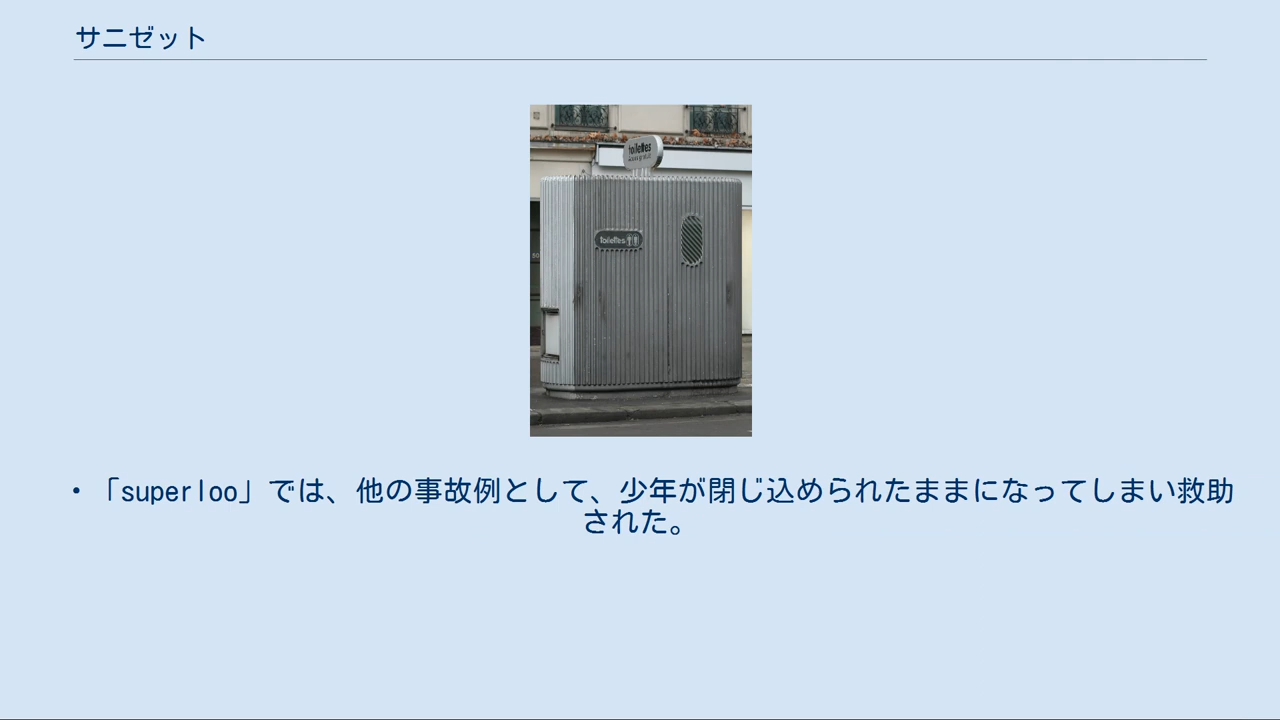 サニゼット
toilettes
toilettes
• 「superloo」では、他の事故例として、少年が閉じ込められたままになってしまい救助
された。